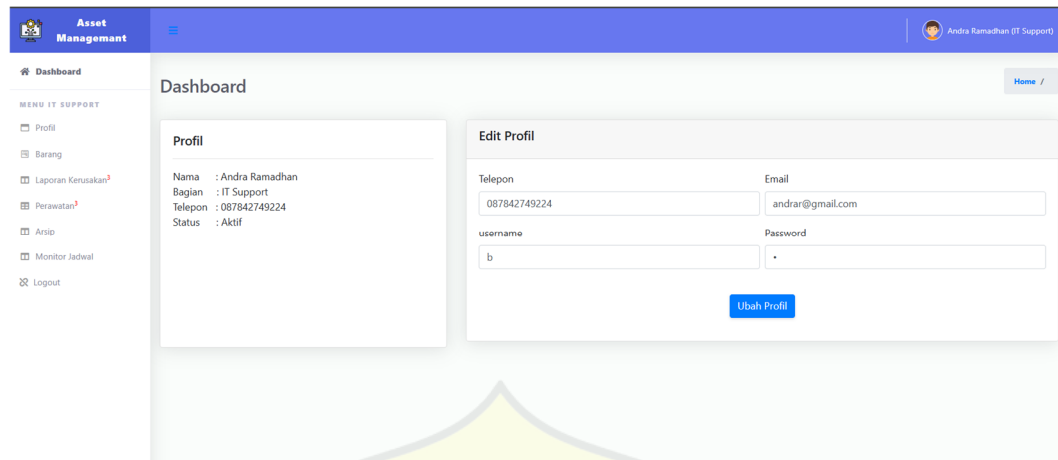 Asset
Managemant
Andra Ramadhan (IT Support)
Dashboard
MENU IT SUPPORT
Profil
Barang
Laporan Kerusakan3
Perawatan3
Arsip
Monitor Jadwal
Logout
Dashboard
Home /
Profil
Nama : Andra Ramadhan
Bagian : IT Support
Telepon : 087842749224
Status : Aktif
Edit Profil
Telepon Email
087842749224 andrar@gmail.com
username Password
b •
Ubah Profil